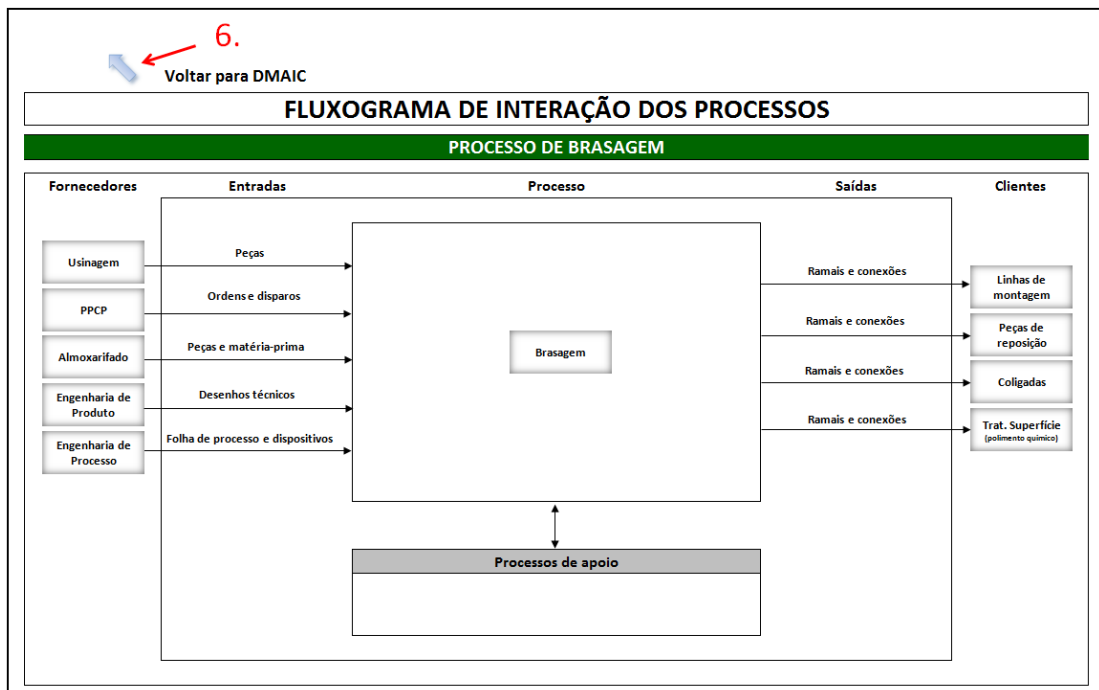 6.
Voltar para DMAIC
FLUXOGRAMA DE INTERAÇÃO DOS PROCESSOS
PROCESSO DE BRASAGEM
Fornecedores
Entradas
Processo
Saídas
Clientes
Usinagem
PPCP
Almoxarifado
Engenharia de
Produto
Engenharia de
Processo
Peças
Ordens e disparos
Peças e matéria-prima
Desenhos técnicos
Folha de processo e dispositivos
Brasagem
Ramais e conexões
Ramais e conexões
Ramais e conexões
Ramais e conexões
Linhas de
montagem
Peças de
reposição
Coligadas
Trat. Superfície
(polimento químico)
Processos de apoio